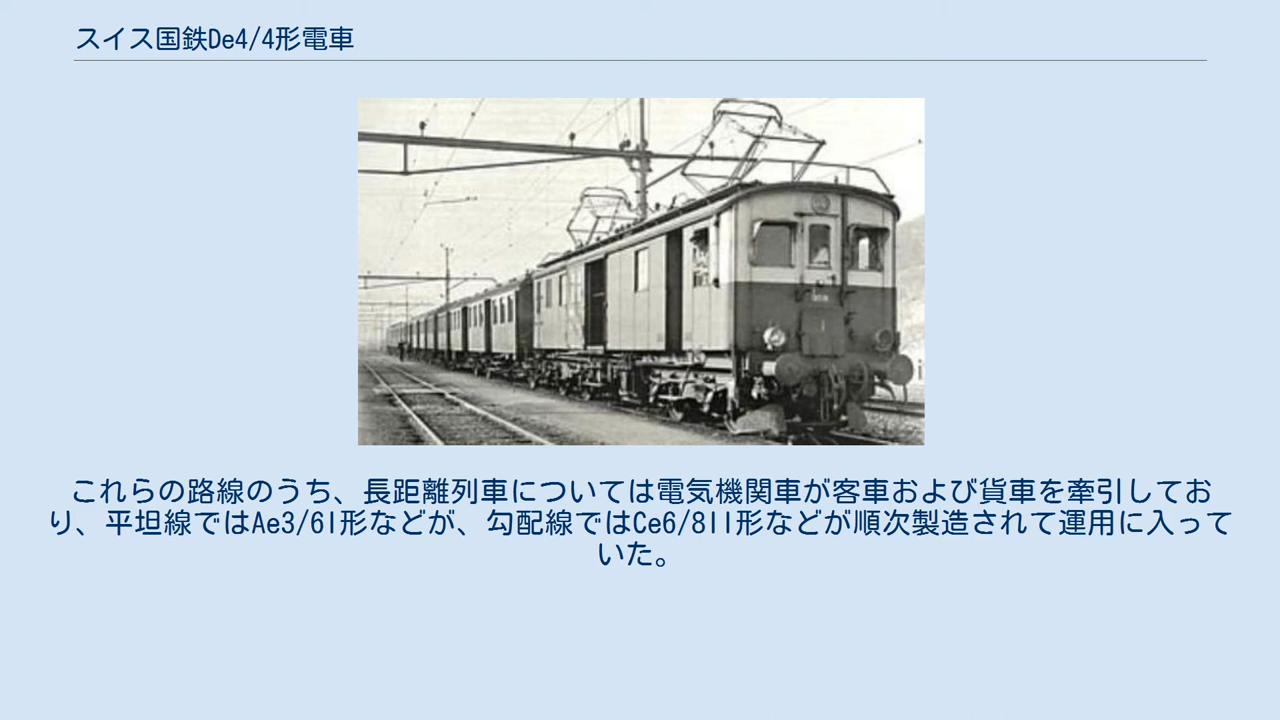 スイス国鉄De4/4形電車
これらの路線のうち、長距離列車については電気機関車が客車および貨車を牽引してお
り、平坦線ではAe3/6I形などが、勾配線ではCe6/8II形などが順次製造されて運用に入って
いた。